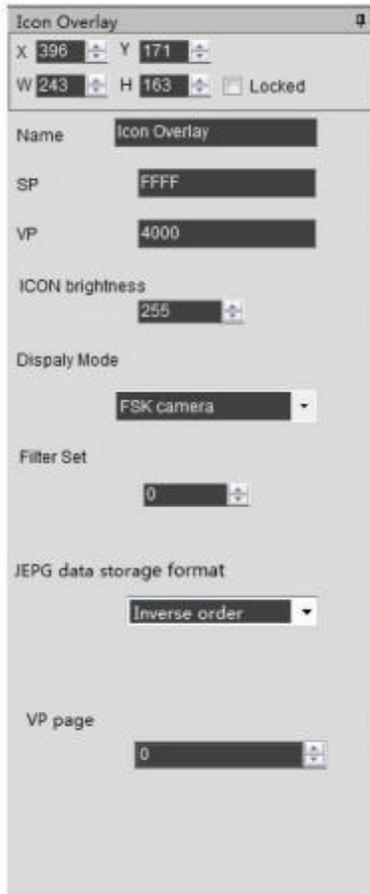 Icon Overlay
X 396 Y 171
W 243 H 163 Locked
Name Icon Overlay
SP FFFF
VP 4000
ICON brightness
255
Dispaly Mode
FSK camera
Filter Set
0
JEPG data storage format
Inverse order
VP page
0